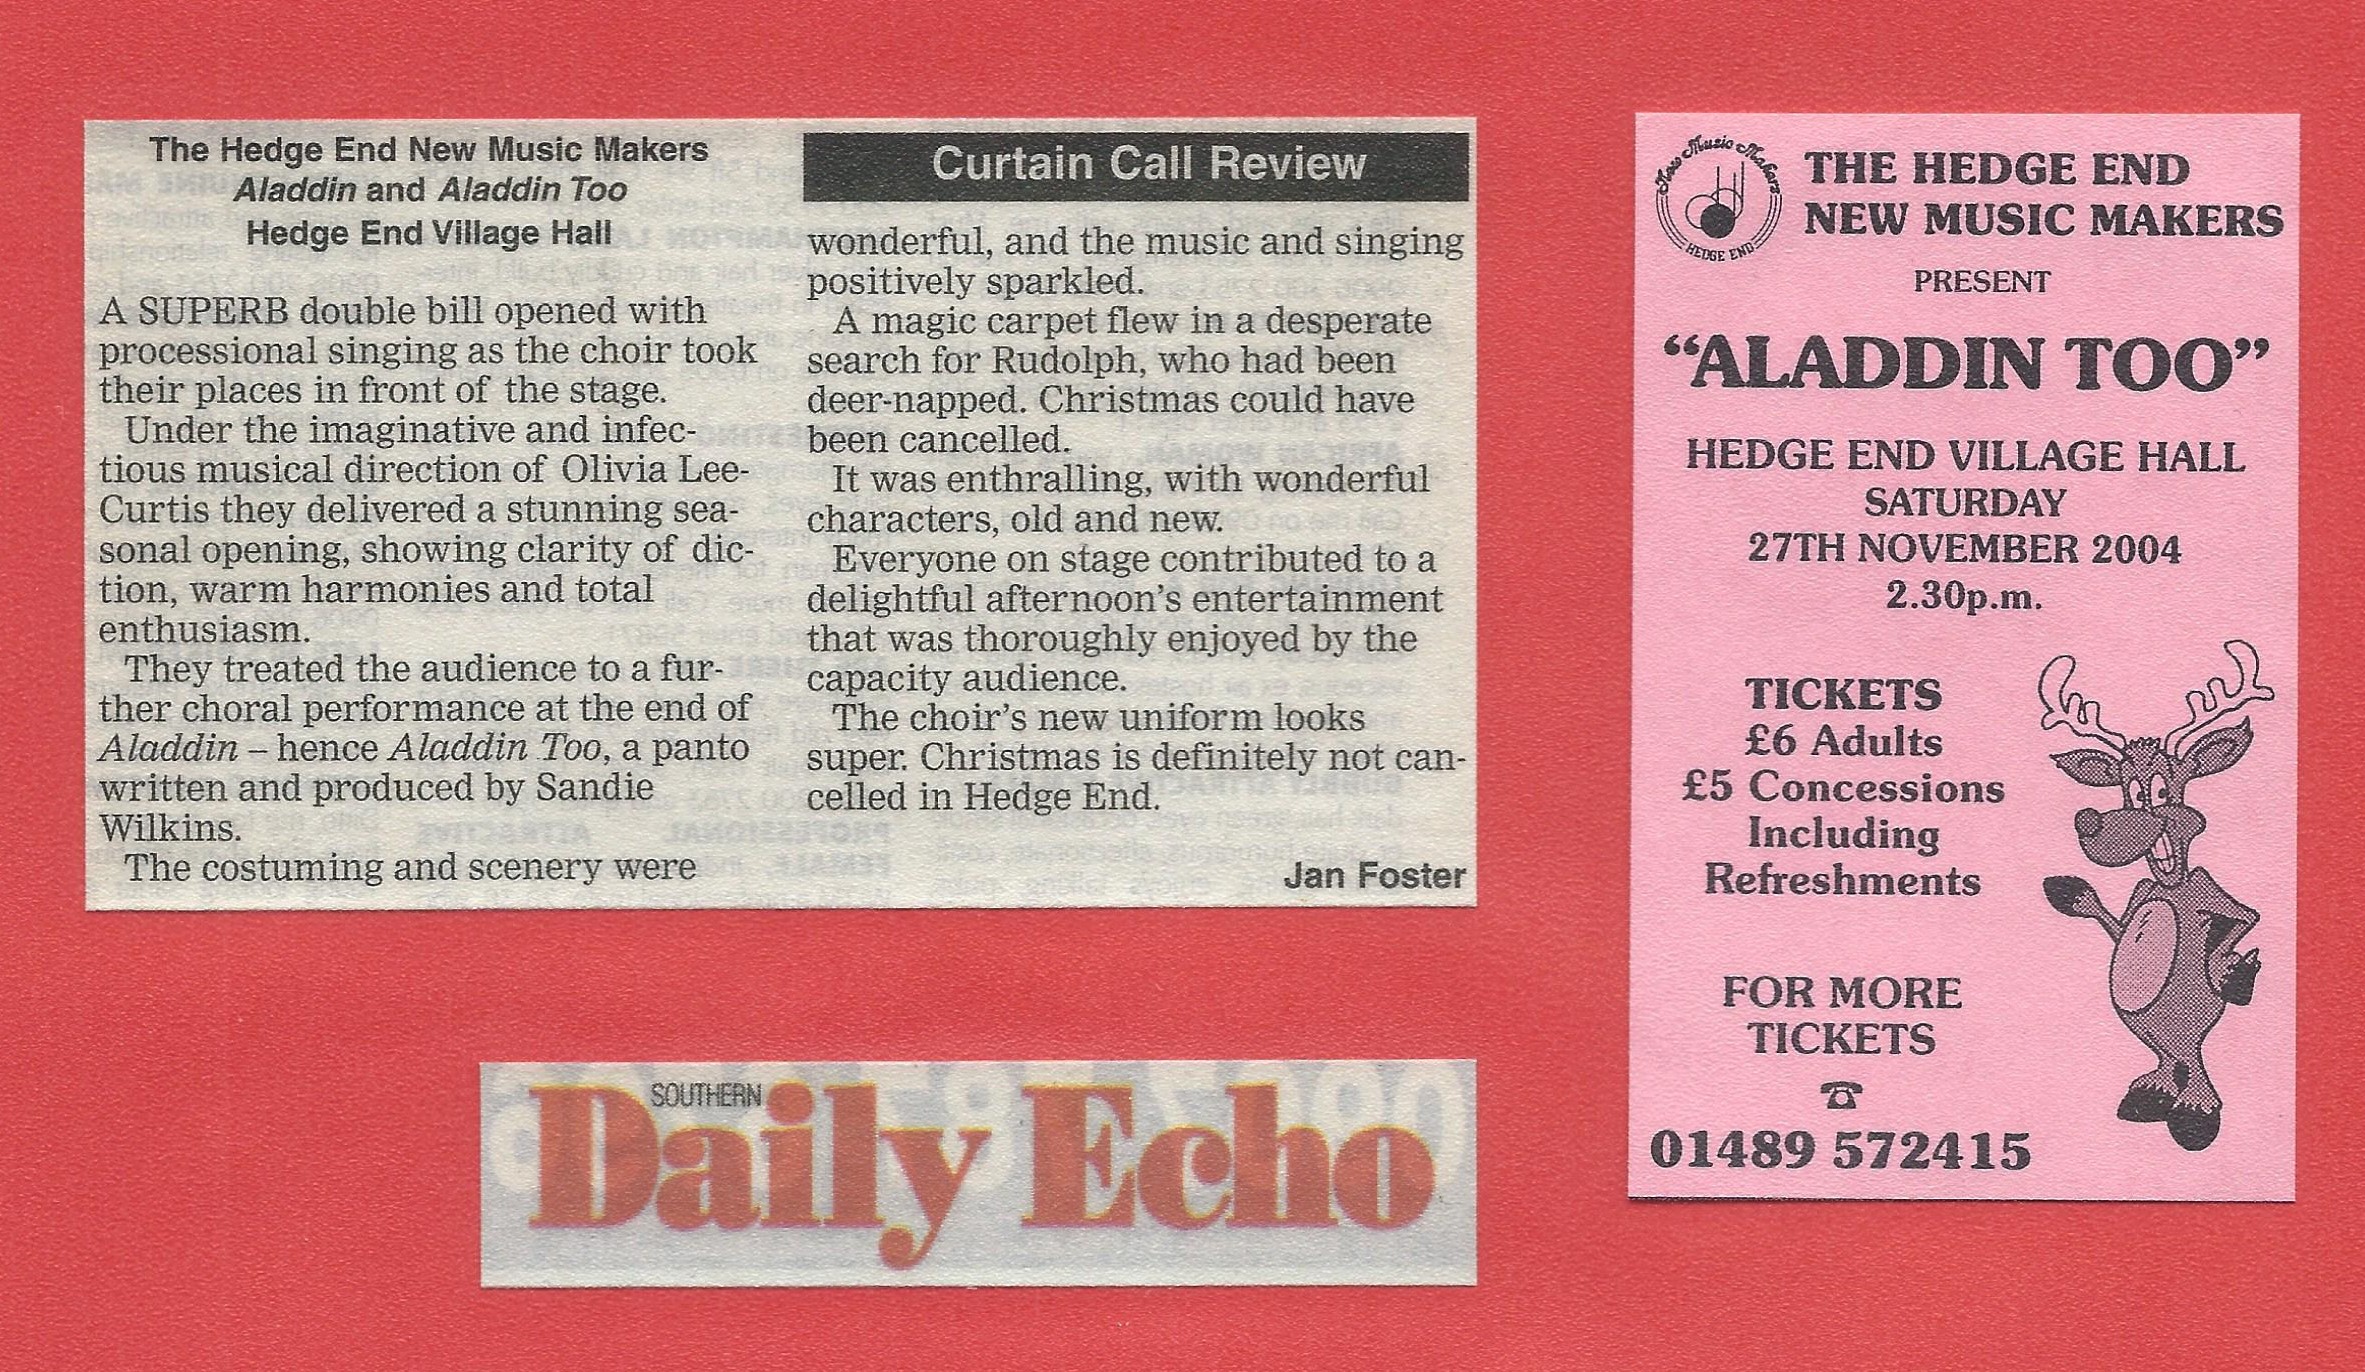 The Hedge End New Music Makers
Aladdin and Aladdin Too
Hedge End Village Hall
A SUPERB double bill opened with
processional singing as the choir took
their places in front of the stage.
Under the imaginative and infec-
tious musical direction of Olivia Lee-
Curtis they delivered a stunning sea-
sonal opening, showing clarity of dic-
tion, warm harmonies and total
enthusiasm.
They treated the audience to a fur-
ther choral performance at the end of
Aladdin – hence Aladdin Too, a panto
written and produced by Sandie
Wilkins.
The costuming and scenery were
Curtain Call Review
wonderful, and the music and singing
positively sparkled.
A magic carpet flew in a desperate
search for Rudolph, who had been
deer-napped. Christmas could have
been cancelled.
It was enthralling, with wonderful
characters, old and new.
Everyone on stage contributed to a
delightful afternoon's entertainment
that was thoroughly enjoyed by the
capacity audience.
The choir's new uniform looks
super. Christmas is definitely not can-
celled in Hedge End.
Jan Foster
SOUTHERN
Daily Echo
New Music Makers
HEDGE END
THE HEDGE END
NEW MUSIC MAKERS
PRESENT
“ALADDIN TOO”
HEDGE END VILLAGE HALL
SATURDAY
27TH NOVEMBER 2004
2.30p.m.
TICKETS
£6 Adults
£5 Concessions
Including
Refreshments
FOR MORE
TICKETS
☎
01489 572415